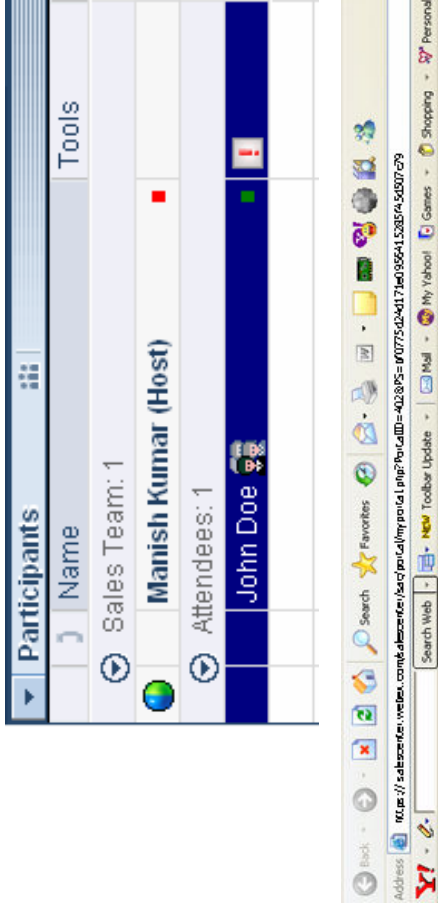 Participants
Name Tools
Sales Team: 1
Manish Kumar (Host)
Attendees: 1
John Doe
Back Search Favorites
Address
Y! Search Web NEW Toolbar Update Mail My Yahoo! Games Shopping Personal